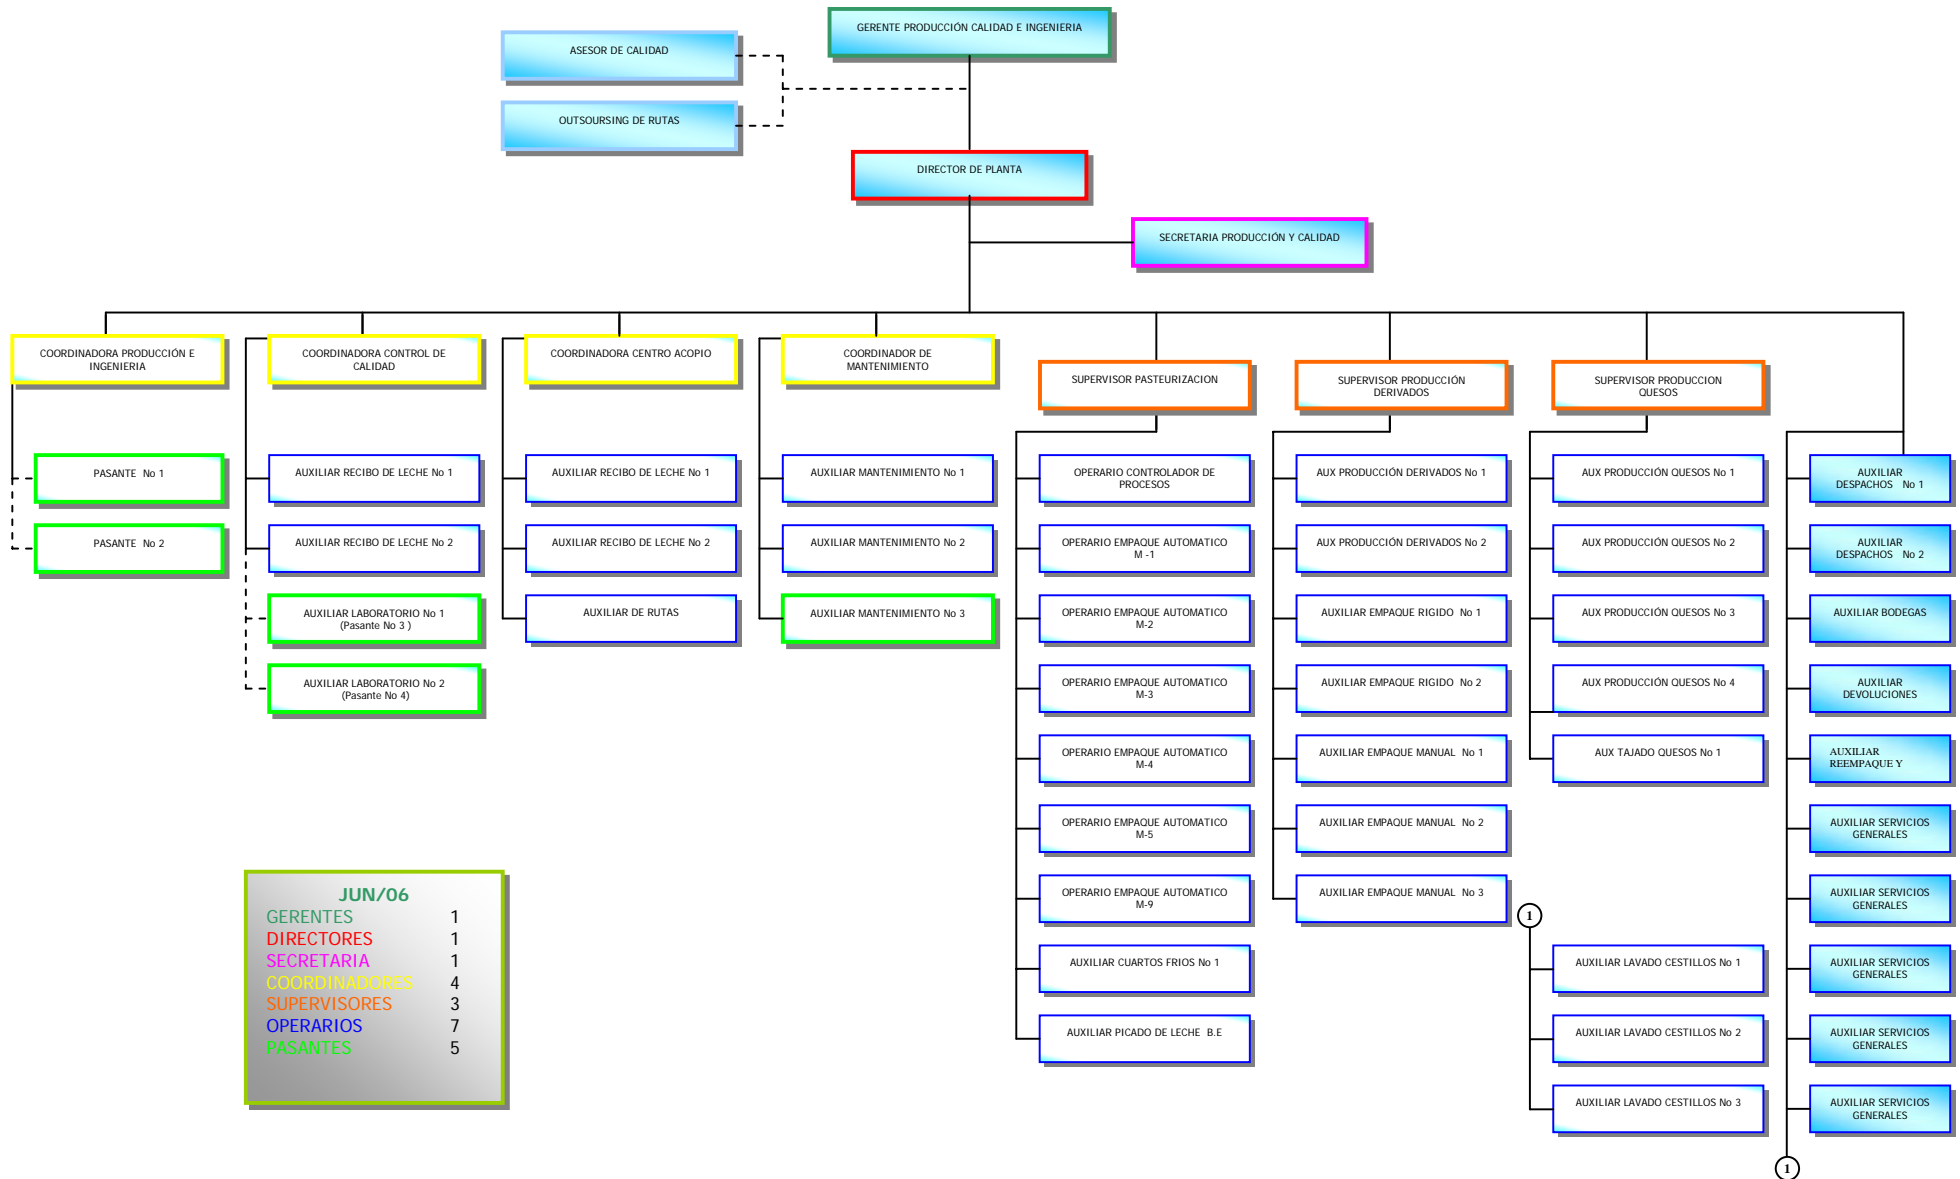 GERENTE PRODUCCIÓN CALIDAD E INGENIERIA
ASESOR DE CALIDAD
OUTSOURSING DE RUTAS
DIRECTOR DE PLANTA
SECRETARIA PRODUCCIÓN Y CALIDAD
COORDINADORA PRODUCCIÓN E
INGENIERIA
PASANTE No 1
PASANTE No 2
COORDINADORA CONTROL DE
CALIDAD
AUXILIAR RECIBO DE LECHE No 1
AUXILIAR RECIBO DE LECHE No 2
AUXILIAR LABORATORIO No 1
(Pasante No 3 )
AUXILIAR LABORATORIO No 2
(Pasante No 4)
COORDINADORA CENTRO ACOPIO
AUXILIAR RECIBO DE LECHE No 1
AUXILIAR RECIBO DE LECHE No 2
AUXILIAR DE RUTAS
COORDINADOR DE
MANTENIMIENTO
AUXILIAR MANTENIMIENTO No 1
AUXILIAR MANTENIMIENTO No 2
AUXILIAR MANTENIMIENTO No 3
SUPERVISOR PASTEURIZACION
OPERARIO CONTROLADOR DE
PROCESOS
OPERARIO EMPAQUE AUTOMATICO
M -1
OPERARIO EMPAQUE AUTOMATICO
M-2
OPERARIO EMPAQUE AUTOMATICO
M-3
OPERARIO EMPAQUE AUTOMATICO
M-4
OPERARIO EMPAQUE AUTOMATICO
M-5
OPERARIO EMPAQUE AUTOMATICO
M-9
AUXILIAR CUARTOS FRIOS No 1
AUXILIAR PICADO DE LECHE B.E
SUPERVISOR PRODUCCIÓN
DERIVADOS
AUX PRODUCCIÓN DERIVADOS No 1
AUX PRODUCCIÓN DERIVADOS No 2
AUXILIAR EMPAQUE RIGIDO No 1
AUXILIAR EMPAQUE RIGIDO No 2
AUXILIAR EMPAQUE MANUAL No 1
AUXILIAR EMPAQUE MANUAL No 2
AUXILIAR EMPAQUE MANUAL No 3
SUPERVISOR PRODUCCION
QUESOS
AUX PRODUCCIÓN QUESOS No 1
AUX PRODUCCIÓN QUESOS No 2
AUX PRODUCCIÓN QUESOS No 3
AUX PRODUCCIÓN QUESOS No 4
AUX TAJADO QUESOS No 1
1
AUXILIAR LAVADO CESTILLOS No 1
AUXILIAR LAVADO CESTILLOS No 2
AUXILIAR LAVADO CESTILLOS No 3
AUXILIAR
DESPACHOS No 1
AUXILIAR
DESPACHOS No 2
AUXILIAR BODEGAS
AUXILIAR
DEVOLUCIONES
AUXILIAR
REEMPAQUE Y
AUXILIAR SERVICIOS
GENERALES
AUXILIAR SERVICIOS
GENERALES
AUXILIAR SERVICIOS
GENERALES
AUXILIAR SERVICIOS
GENERALES
AUXILIAR SERVICIOS
GENERALES
1
JUN/06
GERENTES 1
DIRECTORES 1
SECRETARIA 1
COORDINADORES 4
SUPERVISORES 3
OPERARIOS 7
PASANTES 5